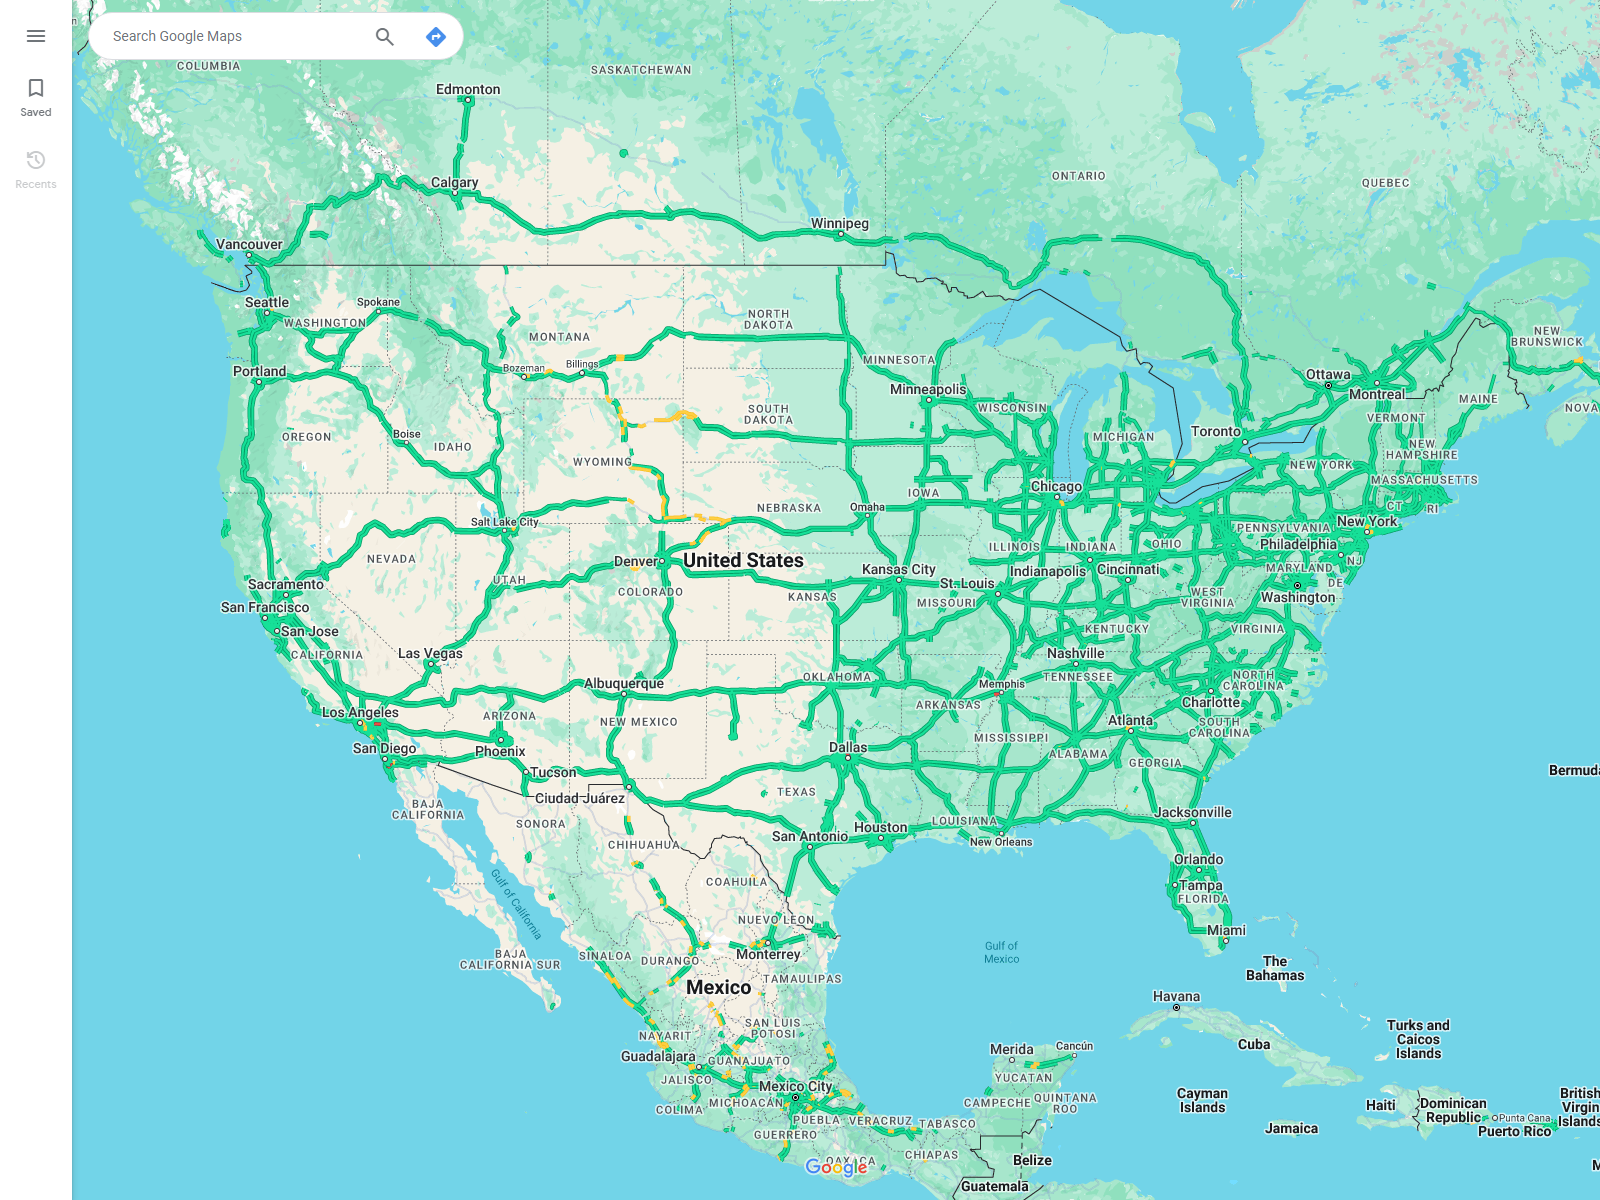 Search Google Maps
Saved
Recents
COLUMBIA
SASKATCHEWAN
Edmonton
ONTARIO
QUEBEC
Calgary
Winnipeg
Vancouver
Seattle
Spokane
WASHINGTON
MONTANA
NORTH
DAKOTA
NEW
BRUNSWICK
MINNESOTA
Bozeman
Billings
Portland
Ottawa
Montreal
Minneapolis
WISCONSIN
MAINE
NOVA
SOUTH
DAKOTA
VERMONT
OREGON
Boise
IDAHO
MICHIGAN
Toronto
NEW
HAMPSHIRE
WYOMING
NEW YORK
MASSACHUSETTS
Chicago
IOWA
CT
RI
NEBRASKA
Omaha
Salt Lake City
New York
PENNSYLVANIA
NEVADA
Denver
United States
ILLINOIS
INDIANA
OHIO
Philadelphia
NJ
MARYLAND
UTAH
COLORADO
KANSAS
Kansas City
St. Louis
Indianapolis
Cincinnati
DE
Sacramento
San Francisco
MISSOURI
WEST
VIRGINIA
Washington
San Jose
KENTUCKY
VIRGINIA
CALIFORNIA
Las Vegas
Nashville
Albuquerque
OKLAHOMA
Memphis
TENNESSEE
NORTH
CAROLINA
Los Angeles
ARIZONA
NEW MEXICO
ARKANSAS
Charlotte
Atlanta
SOUTH
CAROLINA
San Diego
Phoenix
Dallas
MISSISSIPPI
ALABAMA
GEORGIA
Tucson
Bermuda
Ciudad Juárez
TEXAS
BAJA
CALIFORNIA
SONORA
Jacksonville
CHIHUAHUA
San Antonio
Houston
LOUISIANA
New Orleans
Orlando
Tampa
FLORIDA
COAHUILA
Gulf of California
NUEVO LEON
Miami
BAJA
CALIFORNIA SUR
SINALOA
DURANGO
Monterrey
Gulf of
Mexico
The
Bahamas
Mexico
TAMAULIPAS
Havana
SAN LUIS
POTOSI
NAYARIT
Turks and
Caicos
Islands
Cuba
Guadalajara
GUANAJUATO
Merida
Cancún
JALISCO
Mexico City
YUCATAN
COLIMA
MICHOACÁN
CAMPECHE
QUINTANA
ROO
Cayman
Islands
Haiti
Dominican
Republic
Punta Cana
Puerto Rico
British
Virgin
Islands
PUEBLA
VERACRUZ
TABASCO
GUERRERO
Jamaica
OAXACA
CHIAPAS
Belize
Google
Guatemala